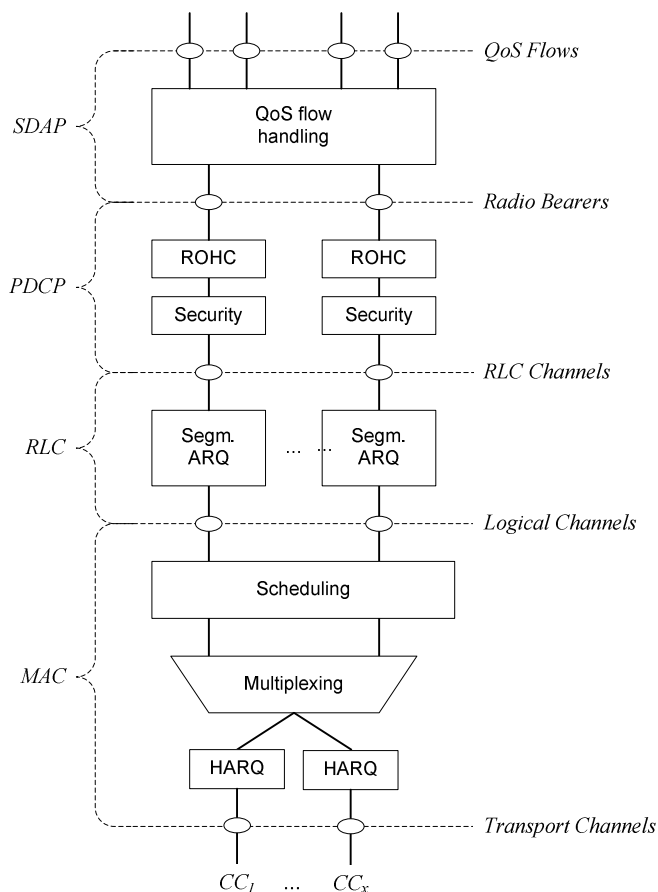 QoS Flows
QoS flow
handling
SDAP
Radio Bearers
ROHC
ROHC
PDCP
Security
Security
RLC Channels
Segm.
ARQ
... ...
Segm.
ARQ
RLC
Logical Channels
Scheduling
MAC
Multiplexing
HARQ
HARQ
Transport Channels
CC1 ... CCx